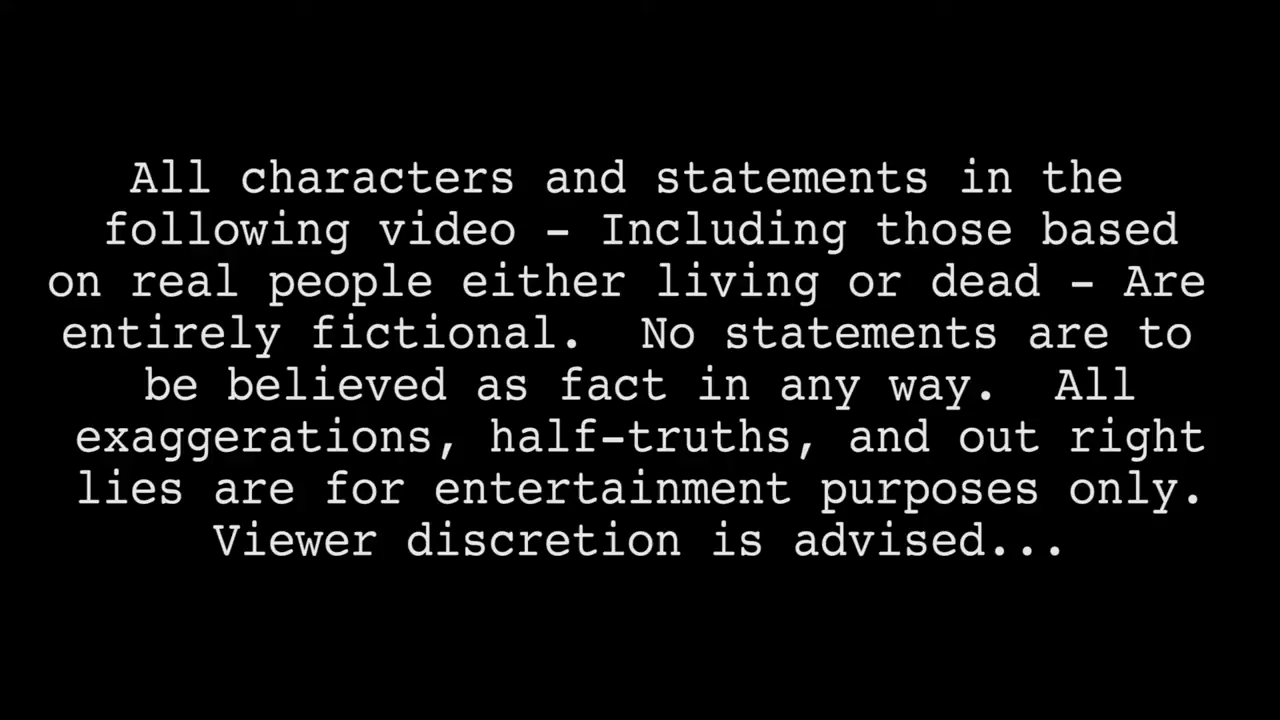 All characters and statements in the
following video - Including those based
on real people either living or dead - Are
entirely fictional.  No statements are to
be believed as fact in any way.  All
exaggerations, half-truths, and out right
lies are for entertainment purposes only.
Viewer discretion is advised...